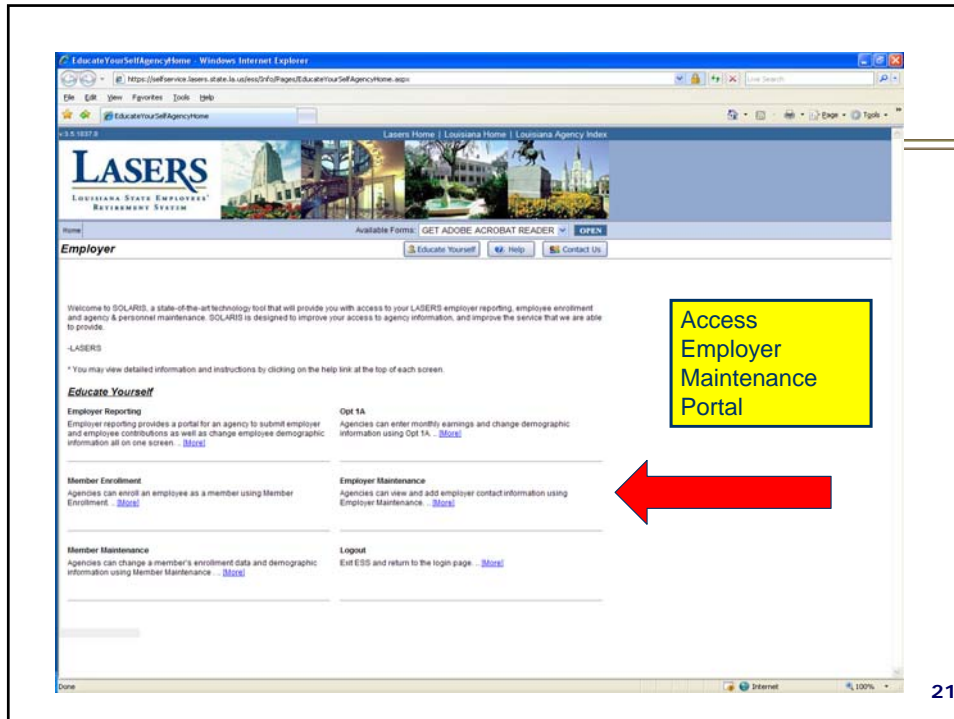 EducateYourSelfAgencyHome - Windows Internet Explorer
https://selfservice.lasers.state.la.us/ess/Info/Pages/EducateYourSelfAgencyHome.aspx
Live Search
File Edit View Favorites Tools Help
EducateYourSelfAgencyHome
Page Tools
v 3.5.1837.0
Lasers Home | Louisiana Home | Louisiana Agency Index
LASERS
LOUISIANA STATE EMPLOYEES'
RETIREMENT SYSTEM
Home
Available Forms: GET ADOBE ACROBAT READER OPEN
Employer
Educate Yourself
Help
Contact Us
Welcome to SOLARIS, a state-of-the-art technology tool that will provide you with access to your LASERS employer reporting, employee enrollment
and agency & personnel maintenance. SOLARIS is designed to improve your access to agency information, and improve the service that we are able
to provide.
-LASERS
* You may view detailed information and instructions by clicking on the help link at the top of each screen.
Educate Yourself
Employer Reporting
Employer reporting provides a portal for an agency to submit employer
and employee contributions as well as change employee demographic
information all on one screen. .. [More]
Opt 1A
Agencies can enter monthly earnings and change demographic
information using Opt 1A. .. [More]
Member Enrollment
Agencies can enroll an employee as a member using Member
Enrollment. .. [More]
Employer Maintenance
Agencies can view and add employer contact information using
Employer Maintenance. .. [More]
Member Maintenance
Agencies can change a member's enrollment data and demographic
information using Member Maintenance ... [More]
Logout
Exit ESS and return to the login page. .. [More]
Access
Employer
Maintenance
Portal
Done
Internet
100%
21